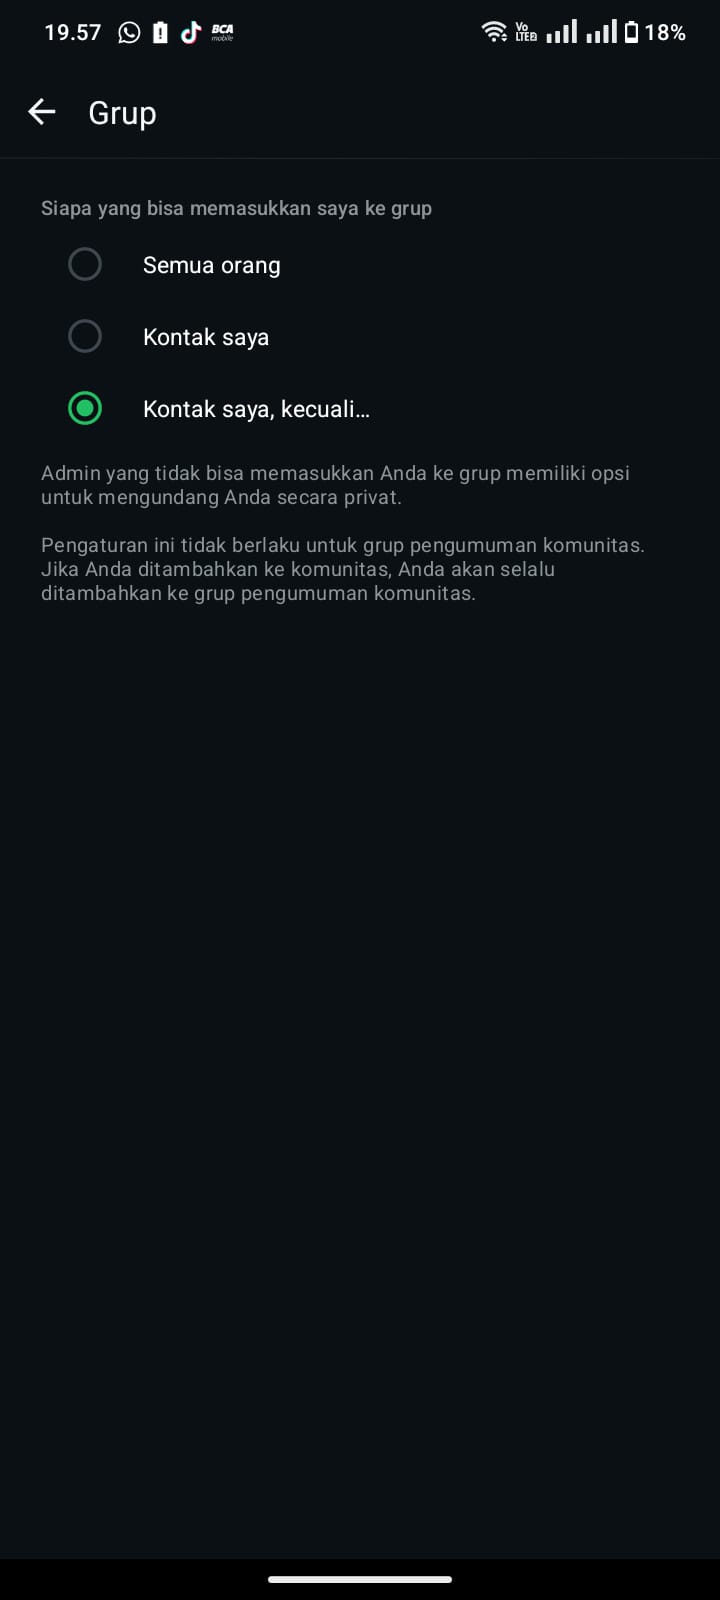 19.57 BCA mobile Vo LTE2 18%
Grup
Siapa yang bisa memasukkan saya ke grup
Semua orang
Kontak saya
Kontak saya, kecuali...
Admin yang tidak bisa memasukkan Anda ke grup memiliki opsi
untuk mengundang Anda secara privat.
Pengaturan ini tidak berlaku untuk grup pengumuman komunitas.
Jika Anda ditambahkan ke komunitas, Anda akan selalu
ditambahkan ke grup pengumuman komunitas.